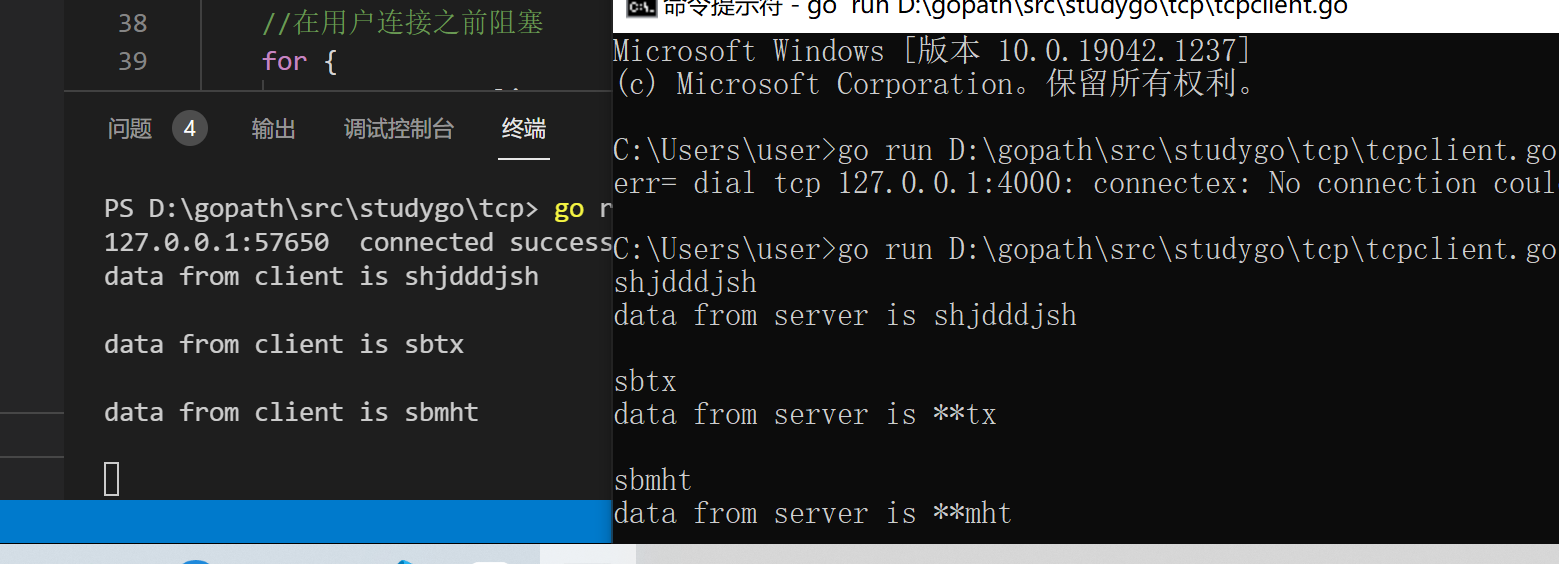 38 //在用户连接之前阻塞
39 for {
问题 4 输出 调试控制台 终端
PS D:\gopath\src\studygo\tcp> go r
127.0.0.1:57650  connected success
data from client is shjdddjsh
data from client is sbtx
data from client is sbmht
命令提示符 - go  run D:\gopath\src\studygo\tcp\tcpclient.go
Microsoft Windows [版本 10.0.19042.1237]
(c) Microsoft Corporation。保留所有权利。
C:\Users\user>go run D:\gopath\src\studygo\tcp\tcpclient.go
err= dial tcp 127.0.0.1:4000: connectex: No connection coul
C:\Users\user>go run D:\gopath\src\studygo\tcp\tcpclient.go
shjdddjsh
data from server is shjdddjsh
sbtx
data from server is **tx
sbmht
data from server is **mht